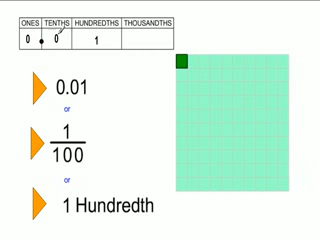 ONES TENTHS HUNDREDTHS THOUSANDTHS
0 . 0 1
0.01
or
1
100
or
1 Hundredth